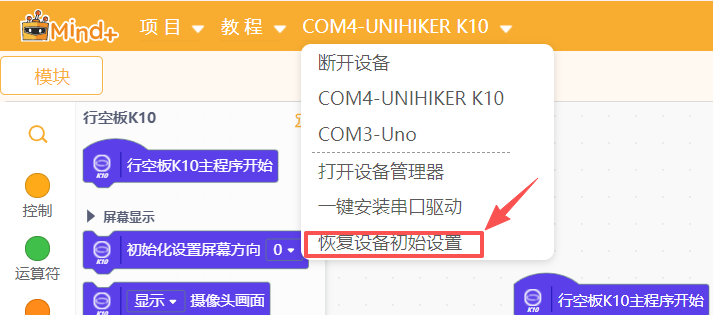 Mind+ 项目 教程 COM4-UNIHIKER K10
模块
断开设备
COM4-UNIHIKER K10
COM3-Uno
打开设备管理器
一键安装串口驱动
恢复设备初始设置
控制
运算符
行空板K10
K10 行空板K10主程序开始
屏幕显示
初始化设置屏幕方向 0
K10
显示 摄像头画面
K10
K10 行空板K10主程序开始